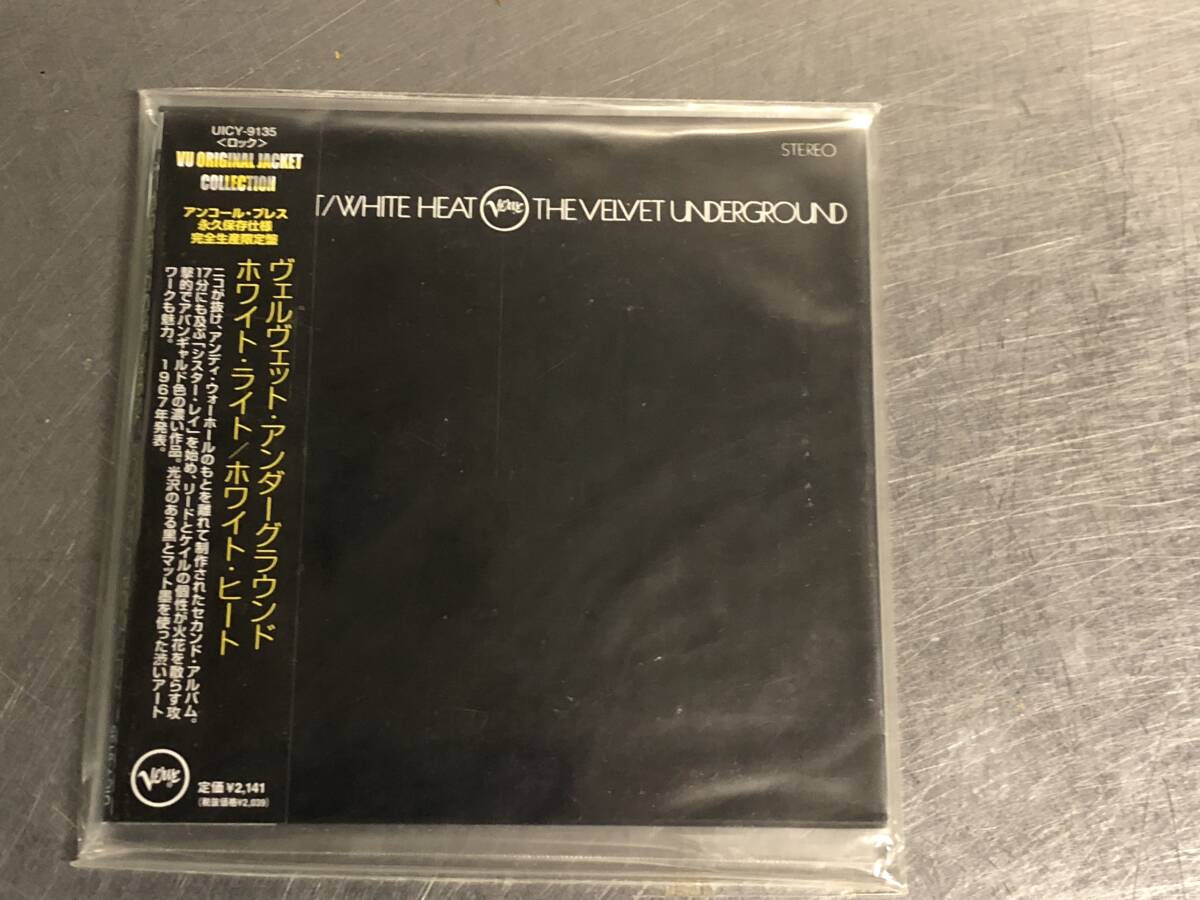 UICY-9135
<ロック>
VU ORIGINAL JACKET
COLLECTION
アンコール・プレス
永久保存仕様
完全生産限定盤
ヴェルヴェット・アンダーグラウンド
ホワイト・ライト/ホワイト・ヒート
ニコが抜け、アンディ・ウォーホールのもとを離れて制作されたセカンド・アルバム。
17分にも及ぶ「シスター・レイ」を始め、リードとケイルの個性が火花を散らす攻
撃的でアバンギャルド色の濃い作品。光沢のある黒とマット墨を使った渋いアート
ワークも魅力。 1967年発表。
Verve
定価¥2,141
(税抜価格¥2,039)
STEREO
T/WHITE HEAT Verve THE VELVET UNDERGROUND